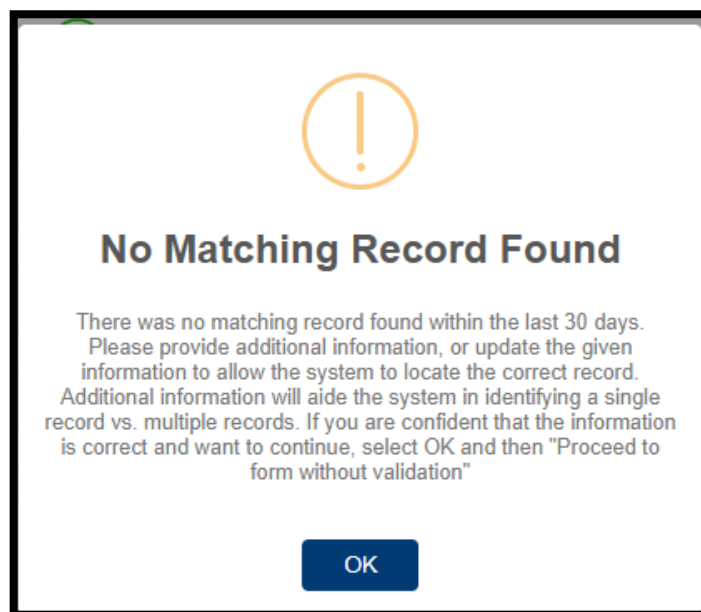 No Matching Record Found
There was no matching record found within the last 30 days.
Please provide additional information, or update the given
information to allow the system to locate the correct record.
Additional information will aide the system in identifying a single
record vs. multiple records. If you are confident that the information
is correct and want to continue, select OK and then "Proceed to
form without validation"
OK